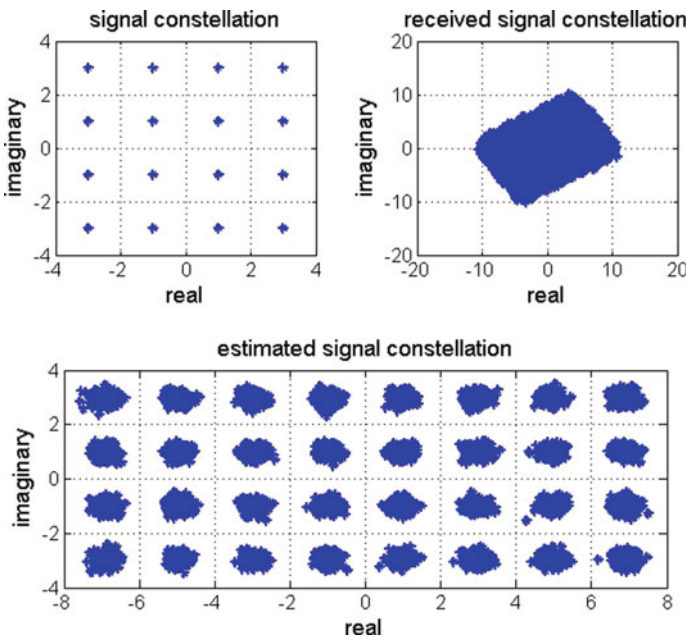 signal constellation
4
2
0
-2
-4
-4 -2 0 2 4
imaginary
real
received signal constellation
20
10
0
-10
-20
-20 -10 0 10 20
imaginary
real
estimated signal constellation
4
2
0
-2
-4
-8 -6 -4 -2 0 2 4 6 8
imaginary
real